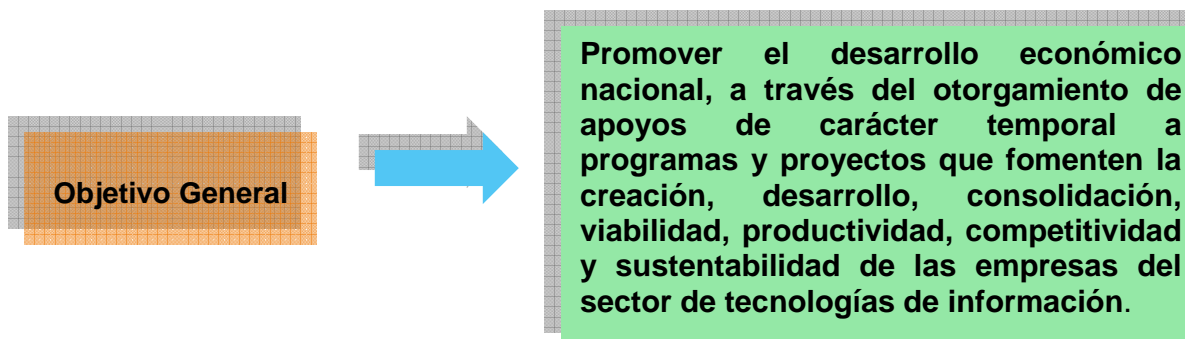 Objetivo General
Promover el desarrollo económico
nacional, a través del otorgamiento de
apoyos de carácter temporal a
programas y proyectos que fomenten la
creación, desarrollo, consolidación,
viabilidad, productividad, competitividad
y sustentabilidad de las empresas del
sector de tecnologías de información.